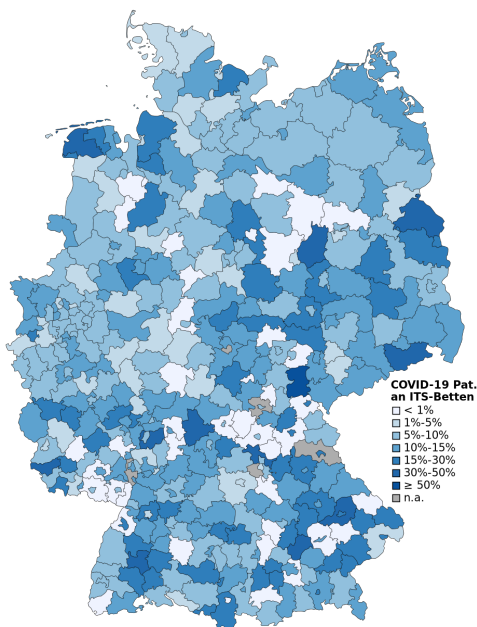 COVID-19 Pat.
an ITS-Betten
< 1%
1%-5%
5%-10%
10%-15%
15%-30%
30%-50%
≥ 50%
n.a.